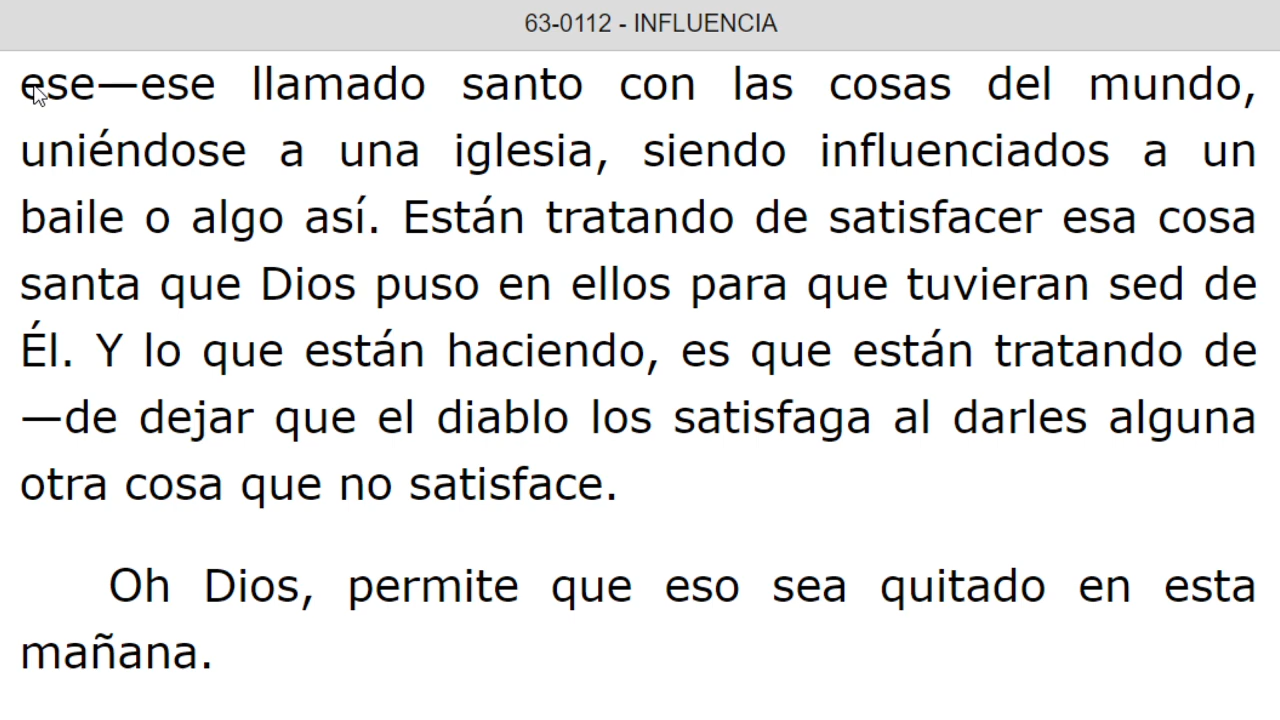 63-0112 - INFLUENCIA
ese—ese llamado santo con las cosas del mundo,
uniéndose a una iglesia, siendo influenciados a un
baile o algo así. Están tratando de satisfacer esa cosa
santa que Dios puso en ellos para que tuvieran sed de
Él. Y lo que están haciendo, es que están tratando de
—de dejar que el diablo los satisfaga al darles alguna
otra cosa que no satisface.
Oh Dios, permite que eso sea quitado en esta
mañana.